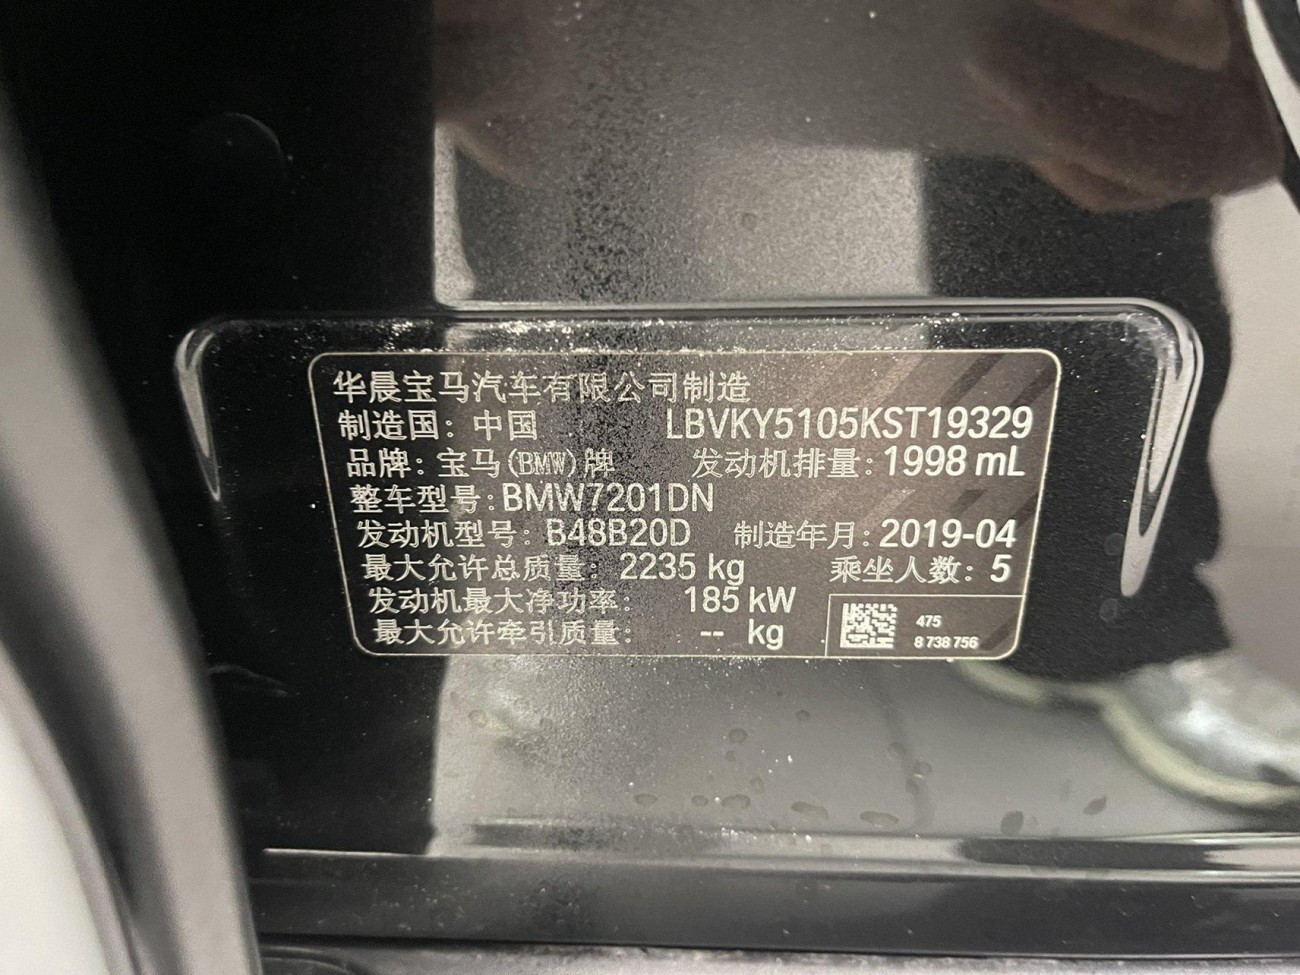 华晨宝马汽车有限公司制造
制造国：中国 LBVKY5105KST19329
品牌：宝马(BMW)牌 发动机排量：1998 mL
整车型号：BMW7201DN
发动机型号：B48B20D 制造年月：2019-04
最大允许总质量：2235 kg 乘坐人数：5
发动机最大净功率：185 kW
最大允许牵引质量：-- kg
475
8 738 756